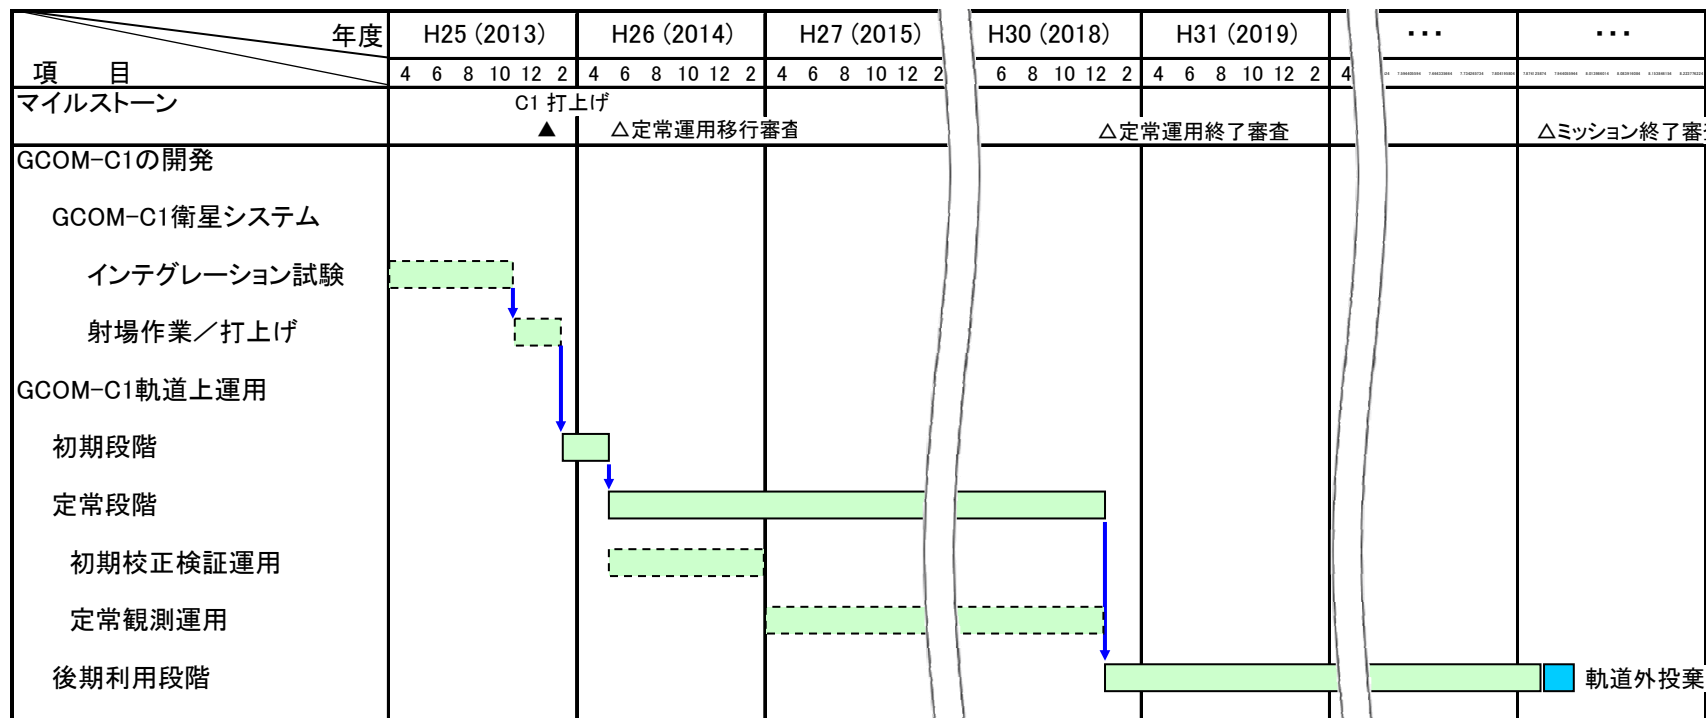 年度 H25 (2013) H26 (2014) H27 (2015) H30 (2018) H31 (2019) ・・・ ・・・
項　目 4 6 8 10 12 2 4 6 8 10 12 2 4 6 8 10 12 2 6 8 10 12 2 4 6 8 10 12 2 4
マイルストーン C1 打上げ
▲ △定常運用移行審査 △定常運用終了審査 △ミッション終了審査
GCOM-C1の開発
GCOM-C1衛星システム
インテグレーション試験
射場作業／打上げ
GCOM-C1軌道上運用
初期段階
定常段階
初期校正検証運用
定常観測運用
後期利用段階 軌道外投棄